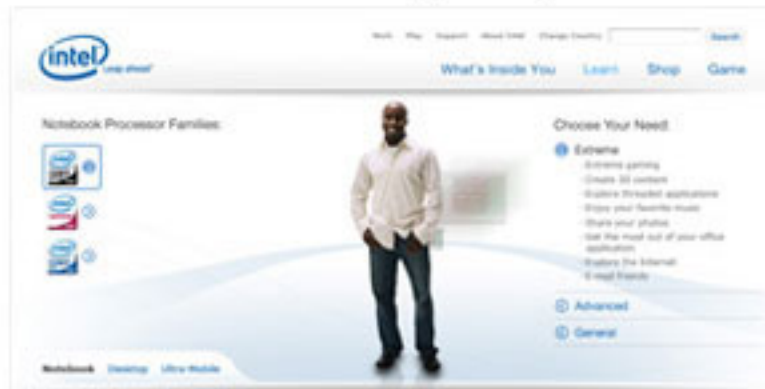 intel
Leap ahead™
Work Play Support About Intel Change Country Search
What's Inside You Learn Shop Game
Notebook Processor Families:
Choose Your Need:
Extreme
Extreme gaming
Create 3D content
Explore threaded applications
Enjoy your favorite music
Share your photos
Get the most out of your office
application
Explore the Internet
E-mail friends
Advanced
General
Notebook Desktop Ultra Mobile